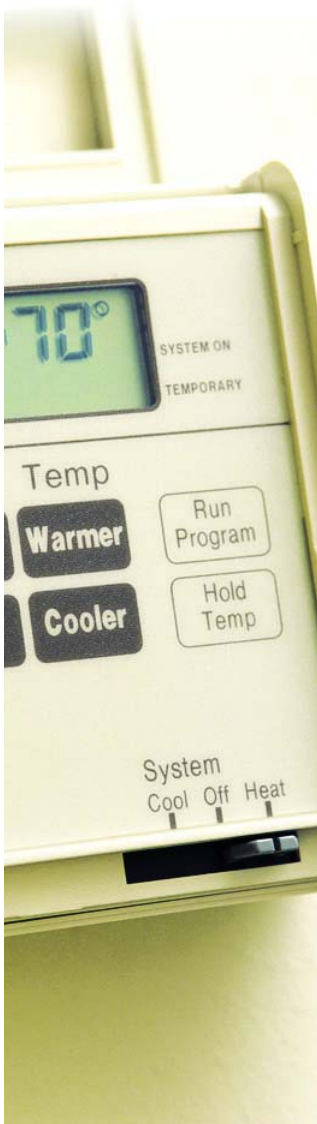 70°
SYSTEM ON
TEMPORARY
Temp
Warmer
Run
Program
Cooler
Hold
Temp
System
Cool Off Heat